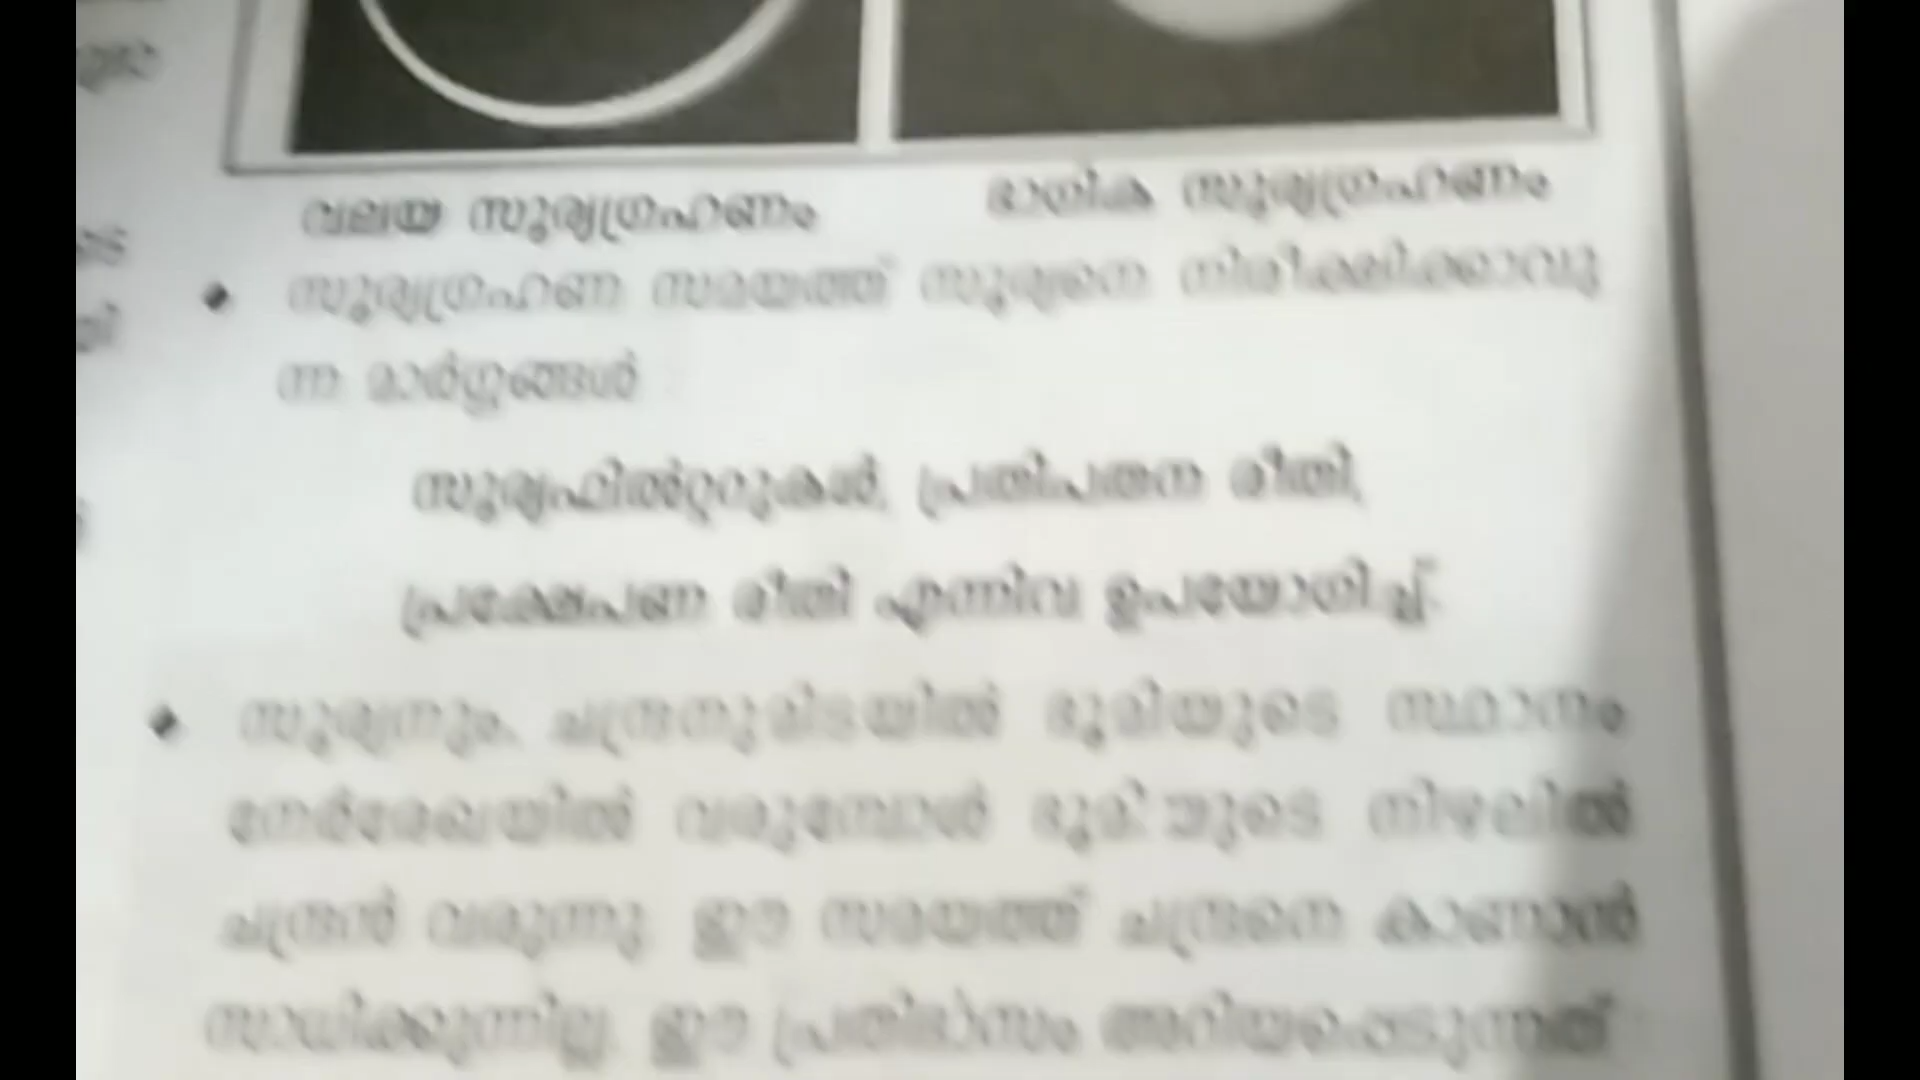 വലയ സൂര്യഗ്രഹണം ഭാഗിക സൂര്യഗ്രഹണം
സൂര്യഗ്രഹണ സമയത്ത് സൂര്യനെ നിരീക്ഷിക്കാവു
ന്ന മാർഗ്ഗങ്ങൾ
സൂര്യഫിൽറ്ററുകൾ, പ്രതിപതന രീതി,
പ്രക്ഷേപണ രീതി എന്നിവ ഉപയോഗിച്ച്.
സൂര്യനും, ചന്ദ്രനുമിടയിൽ ഭൂമിയുടെ സ്ഥാനം
നേർരേഖയിൽ വരുമ്പോൾ ഭൂമിയുടെ നിഴലിൽ
ചന്ദ്രൻ വരുന്നു. ഈ സമയത്ത് ചന്ദ്രനെ കാണാൻ
സാധിക്കുന്നില്ല. ഈ പ്രതിഭാസം അറിയപ്പെടുന്നത്